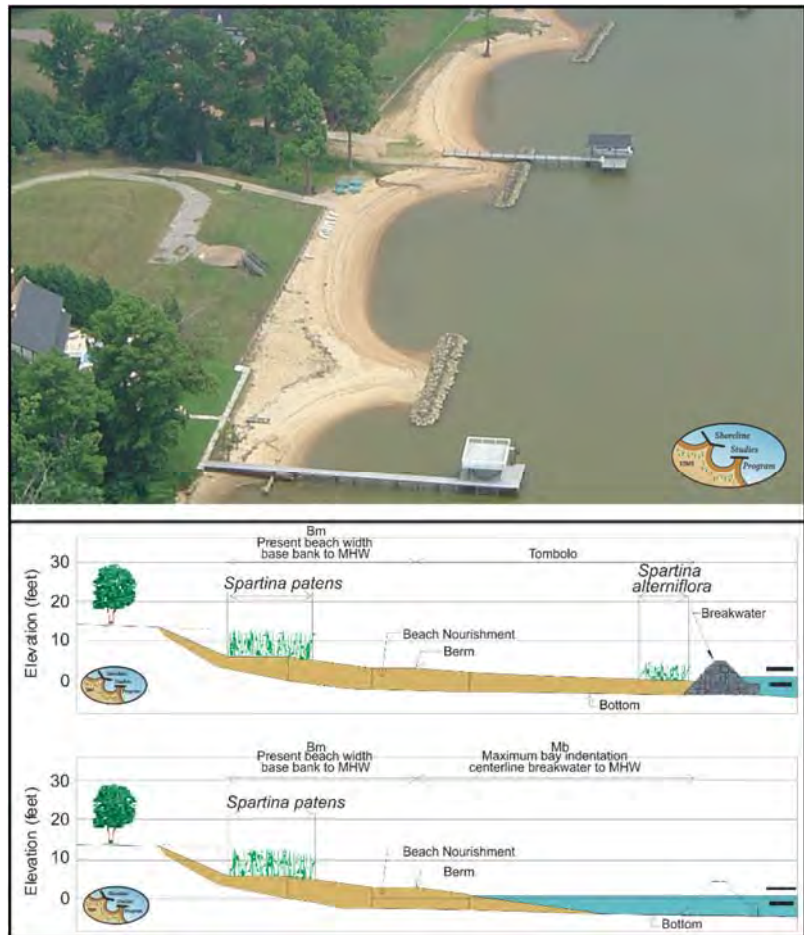 Shoreline
Studies
Program
VIMS
Bm
Present beach width
base bank to MHW
Tombolo
Spartina patens
Spartina
alterniflora
Breakwater
Beach Nourishment
Berm
Bottom
Elevation (feet)
30
20
10
0
Bm
Present beach width
base bank to MHW
Mb
Maximum bay indentation
centerline breakwater to MHW
Spartina patens
Beach Nourishment
Berm
Bottom
Elevation (feet)
30
20
10
0